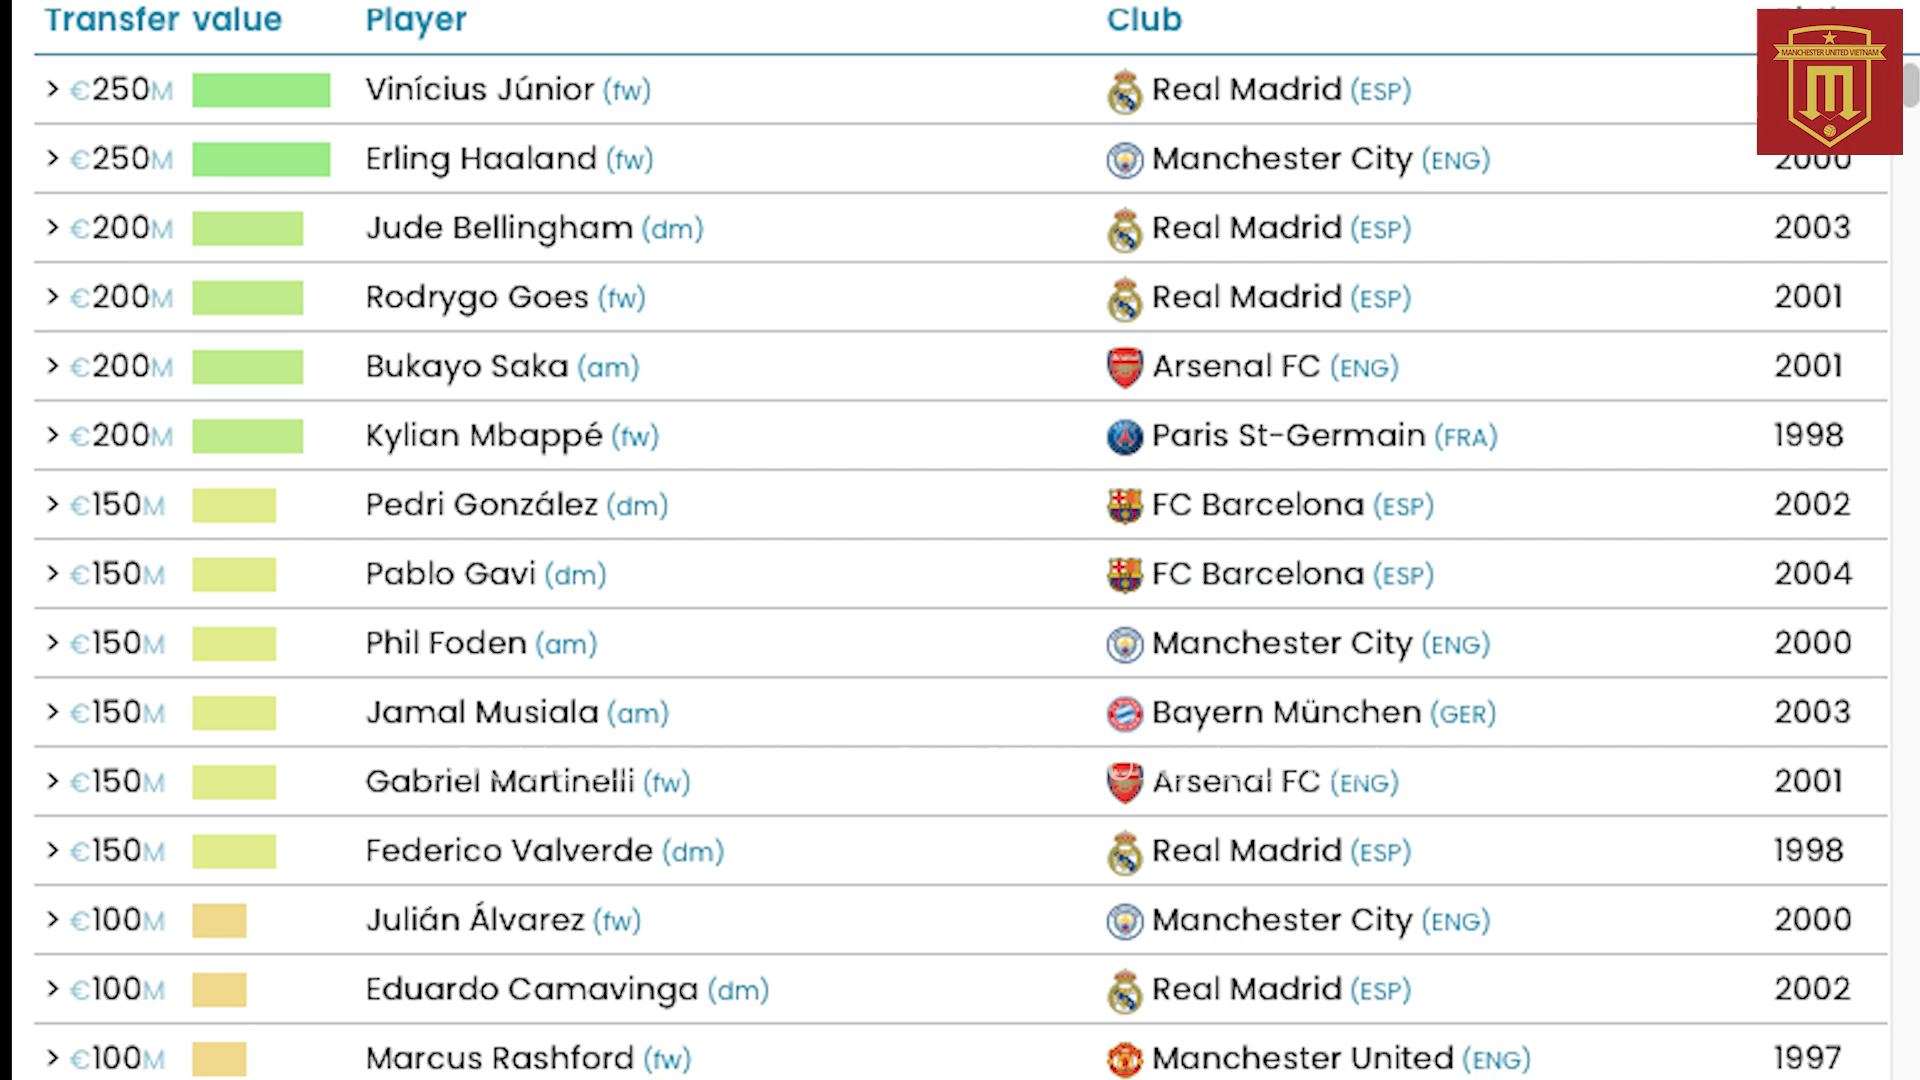 Transfer value Player Club
MANCHESTER UNITED VIETNAM
> €250M Vinícius Júnior (fw) Real Madrid (ESP)
> €250M Erling Haaland (fw) Manchester City (ENG) 2000
> €200M Jude Bellingham (dm) Real Madrid (ESP) 2003
> €200M Rodrygo Goes (fw) Real Madrid (ESP) 2001
> €200M Bukayo Saka (am) Arsenal FC (ENG) 2001
> €200M Kylian Mbappé (fw) Paris St-Germain (FRA) 1998
> €150M Pedri González (dm) FC Barcelona (ESP) 2002
> €150M Pablo Gavi (dm) FC Barcelona (ESP) 2004
> €150M Phil Foden (am) Manchester City (ENG) 2000
> €150M Jamal Musiala (am) Bayern München (GER) 2003
> €150M Gabriel Martinelli (fw) Arsenal FC (ENG) 2001
> €150M Federico Valverde (dm) Real Madrid (ESP) 1998
> €100M Julián Álvarez (fw) Manchester City (ENG) 2000
> €100M Eduardo Camavinga (dm) Real Madrid (ESP) 2002
> €100M Marcus Rashford (fw) Manchester United (ENG) 1997